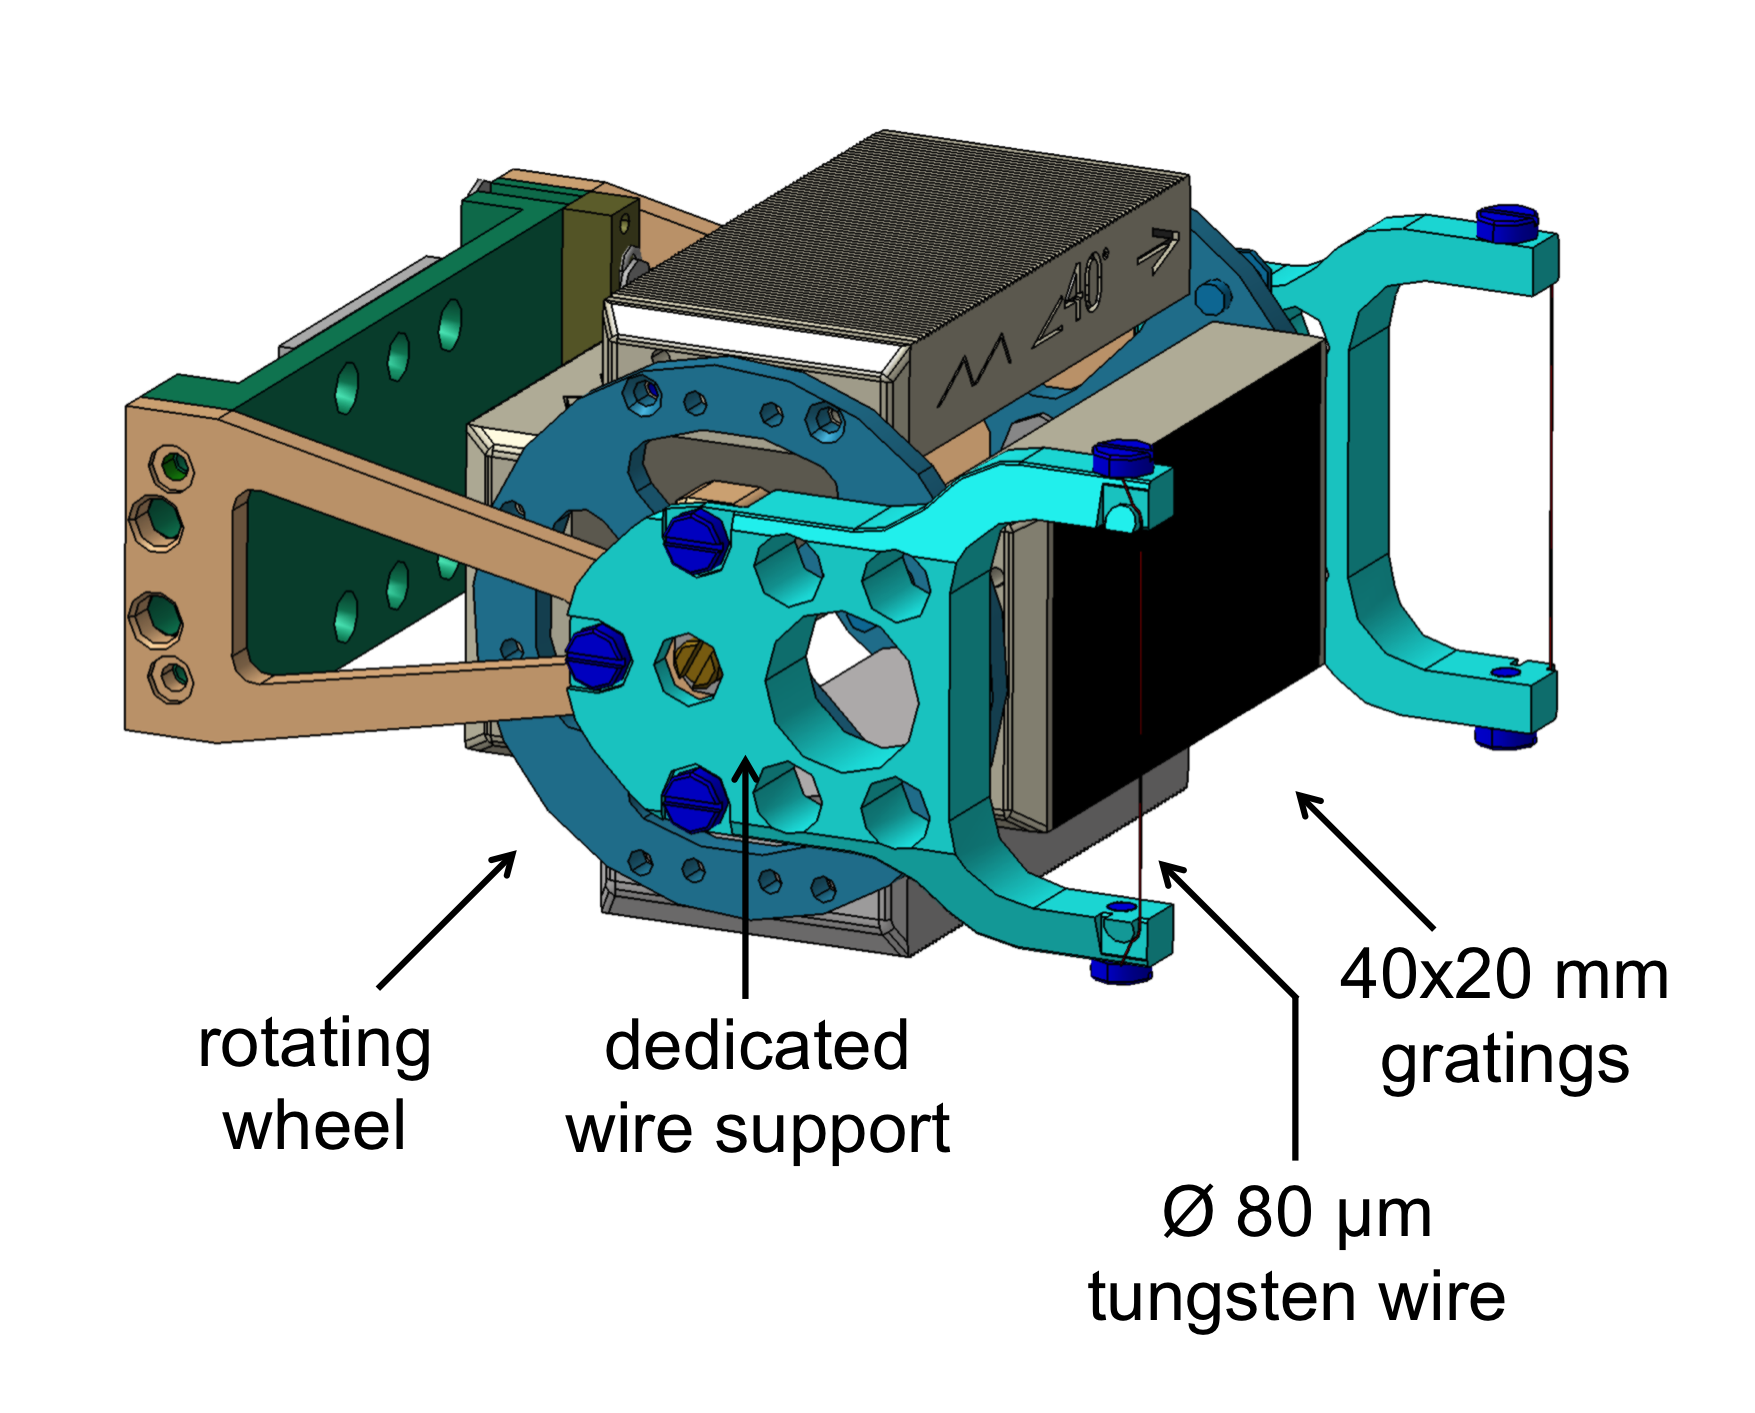 ∠40°
rotating
wheel
dedicated
wire support
40x20 mm
gratings
Ø 80 µm
tungsten wire